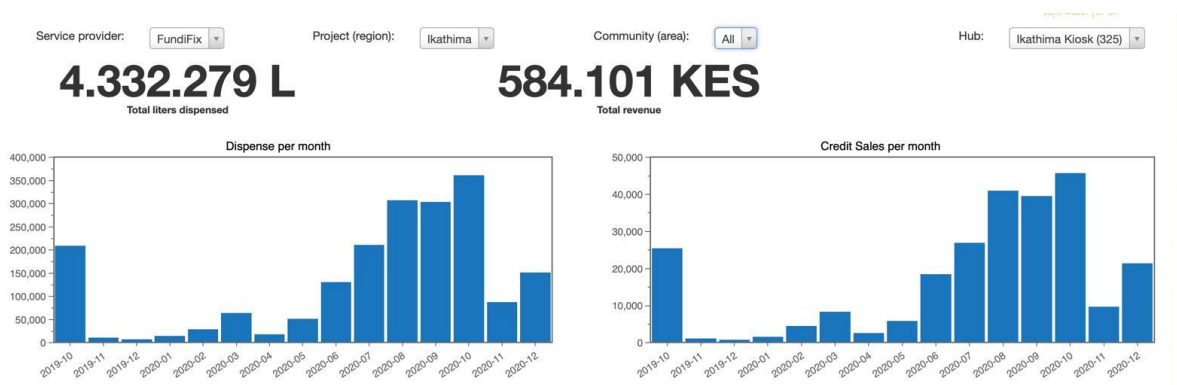 Service provider: FundiFix Project (region): Ikathima Community (area): All Hub: Ikathima Kiosk (325)
4.332.279 L 584.101 KES
Total liters dispensed Total revenue
Dispense per month
400,000
350,000
300,000
250,000
200,000
150,000
100,000
50,000
0
2019-10 2019-11 2019-12 2020-01 2020-02 2020-03 2020-04 2020-05 2020-06 2020-07 2020-08 2020-09 2020-10 2020-11 2020-12
Credit Sales per month
50,000
40,000
30,000
20,000
10,000
0
2019-10 2019-11 2019-12 2020-01 2020-02 2020-03 2020-04 2020-05 2020-06 2020-07 2020-08 2020-09 2020-10 2020-11 2020-12